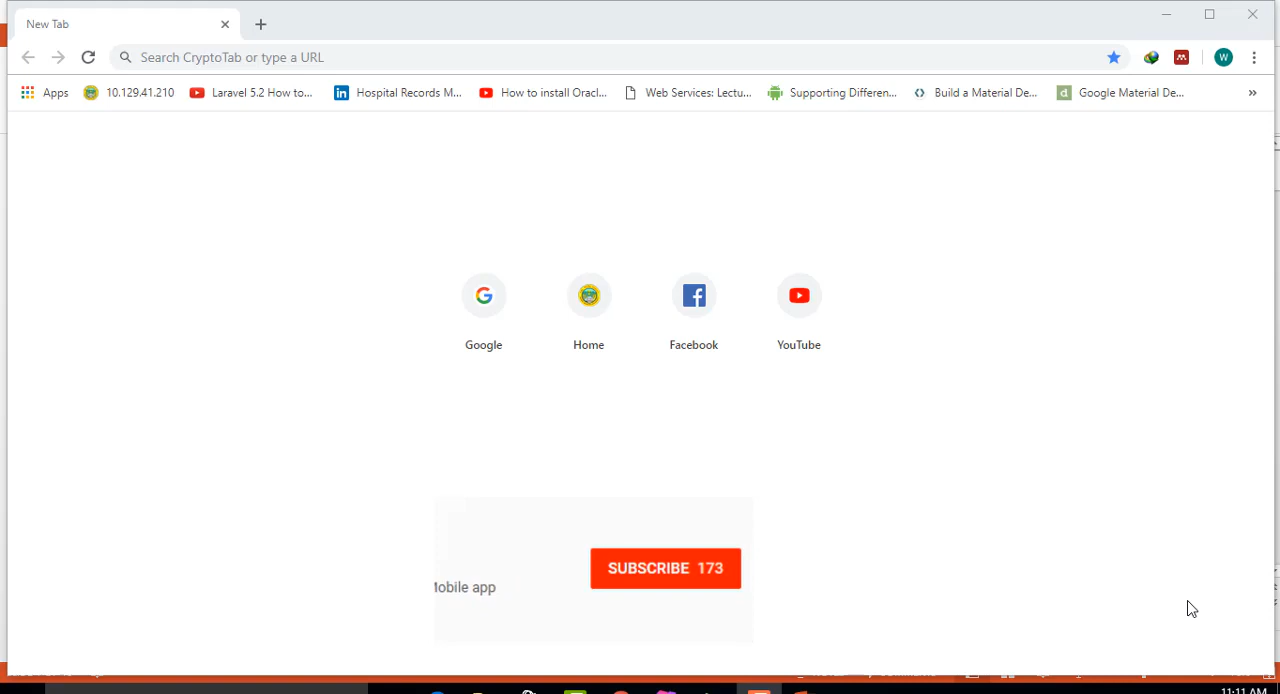 New Tab
Search CryptoTab or type a URL
W
Apps 10.129.41.210 Laravel 5.2 How to... Hospital Records M... How to install Oracl... Web Services: Lectu... Supporting Differen... Build a Material De... Google Material De... »
Google Home Facebook YouTube
SUBSCRIBE 173
Mobile app
11:11 AM